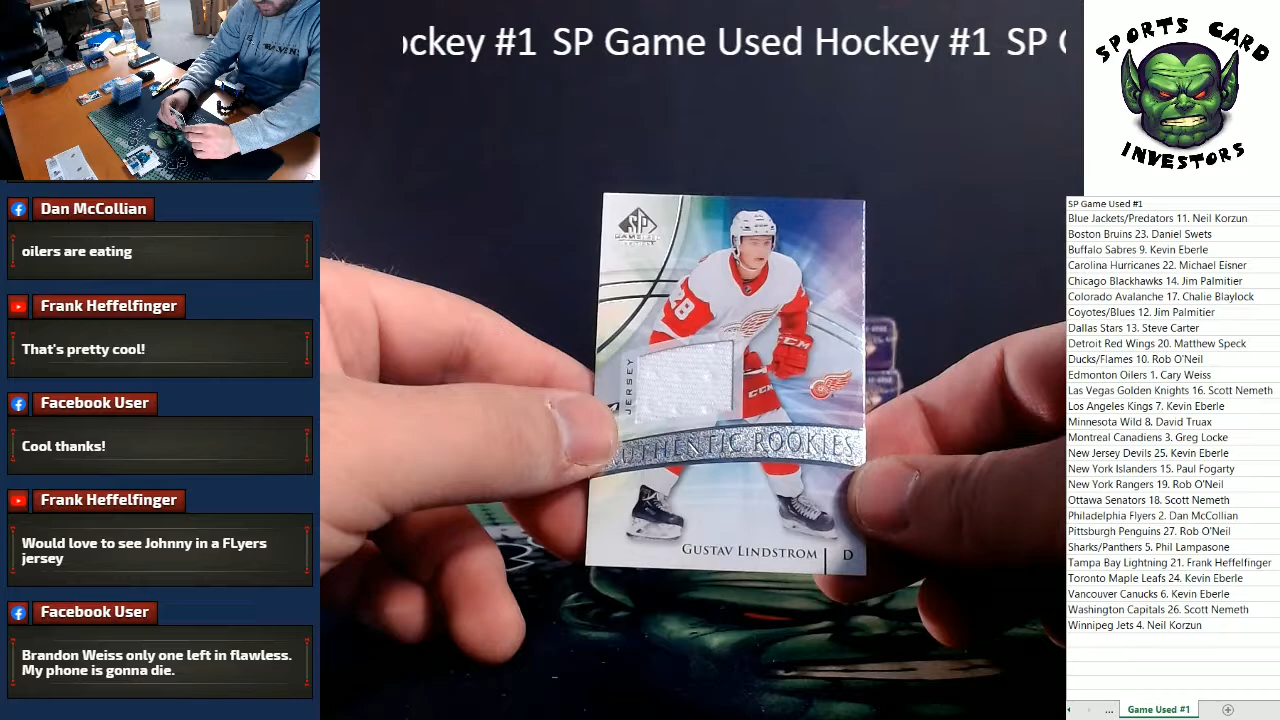 ockey #1 SP Game Used Hockey #1 SP
SPORTS CARD
INVESTORS
Dan McCollian
oilers are eating
Frank Heffelfinger
That's pretty cool!
Facebook User
Cool thanks!
Frank Heffelfinger
Would love to see Johnny in a FLyers
jersey
Facebook User
Brandon Weiss only one left in flawless.
My phone is gonna die.
SP
28
CCM
CCM
JERSEY
AUTHENTIC ROOKIES
GUSTAV LINDSTROM D
SP Game Used #1
Blue Jackets/Predators 11. Neil Korzun
Boston Bruins 23. Daniel Swets
Buffalo Sabres 9. Kevin Eberle
Carolina Hurricanes 22. Michael Eisner
Chicago Blackhawks 14. Jim Palmitier
Colorado Avalanche 17. Chalie Blaylock
Coyotes/Blues 12. Jim Palmitier
Dallas Stars 13. Steve Carter
Detroit Red Wings 20. Matthew Speck
Ducks/Flames 10. Rob O'Neil
Edmonton Oilers 1. Cary Weiss
Las Vegas Golden Knights 16. Scott Nemeth
Los Angeles Kings 7. Kevin Eberle
Minnesota Wild 8. David Truax
Montreal Canadiens 3. Greg Locke
New Jersey Devils 25. Kevin Eberle
New York Islanders 15. Paul Fogarty
New York Rangers 19. Rob O'Neil
Ottawa Senators 18. Scott Nemeth
Philadelphia Flyers 2. Dan McCollian
Pittsburgh Penguins 27. Rob O'Neil
Sharks/Panthers 5. Phil Lampasone
Tampa Bay Lightning 21. Frank Heffelfinger
Toronto Maple Leafs 24. Kevin Eberle
Vancouver Canucks 6. Kevin Eberle
Washington Capitals 26. Scott Nemeth
Winnipeg Jets 4. Neil Korzun
... Game Used #1